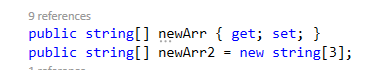 9 references
public string[] newArr { get; set; }
public string[] newArr2 = new string[3];